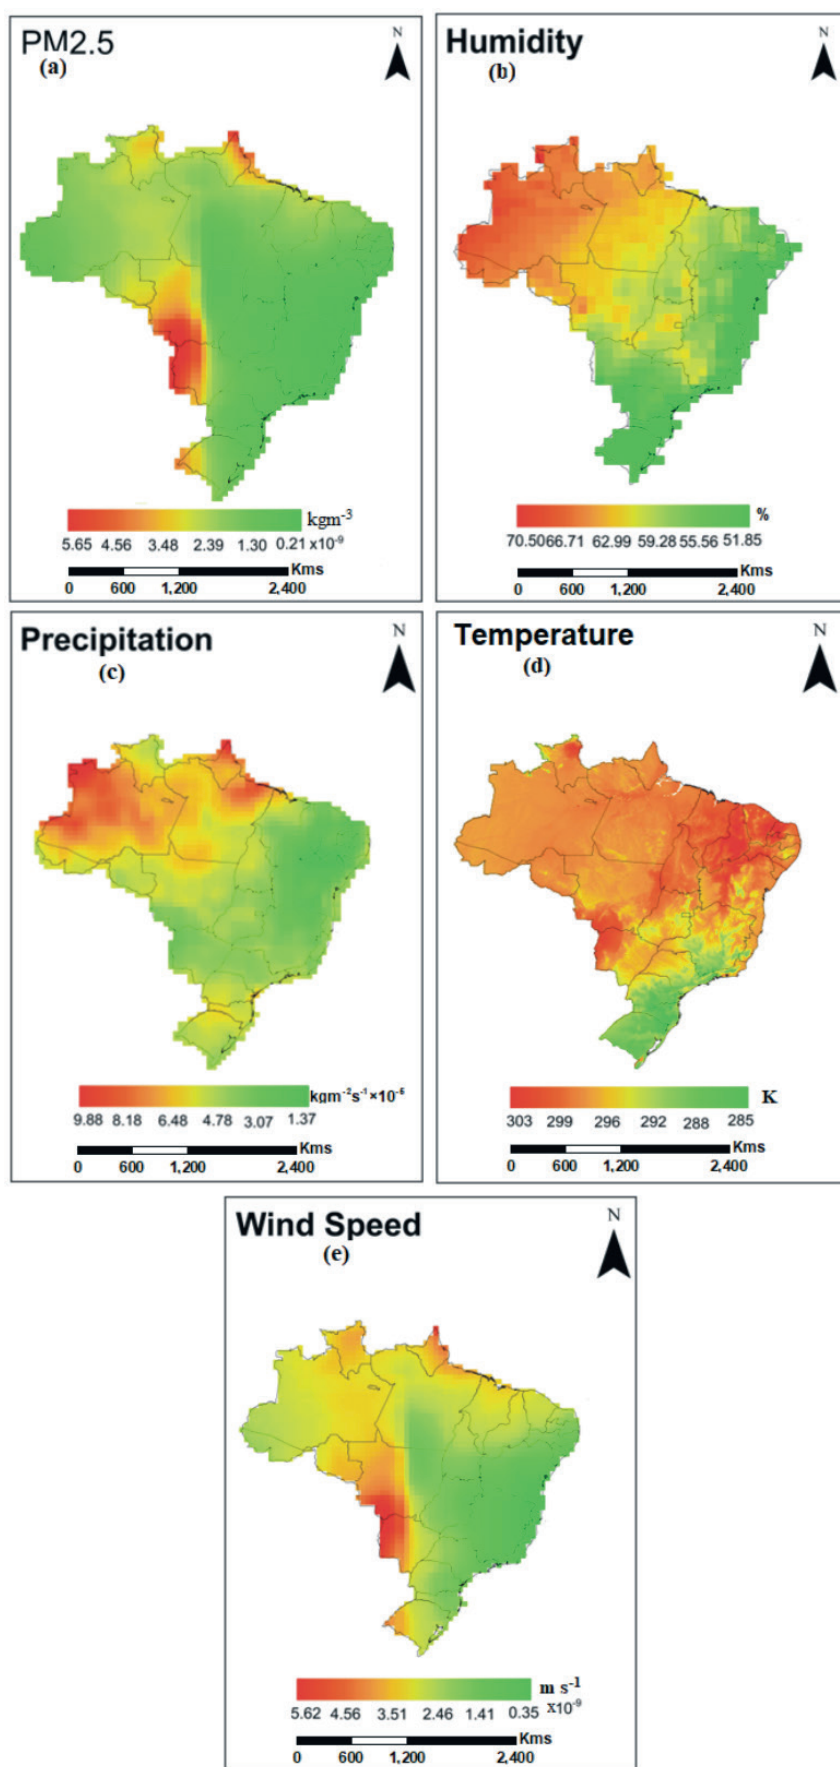 PM2.5
(a)
N
kgm⁻³
5.65 4.56 3.48 2.39 1.30 0.21 x10⁻⁹
Kms
0 600 1,200 2,400
Humidity
(b)
N
%
70.50 66.71 62.99 59.28 55.56 51.85
Kms
0 600 1,200 2,400
Precipitation
(c)
N
kgm⁻²s⁻¹×10⁻⁵
9.88 8.18 6.48 4.78 3.07 1.37
Kms
0 600 1,200 2,400
Temperature
(d)
N
K
303 299 296 292 288 285
Kms
0 600 1,200 2,400
Wind Speed
(e)
N
m s⁻¹
5.62 4.56 3.51 2.46 1.41 0.35 x10⁻⁹
Kms
0 600 1,200 2,400